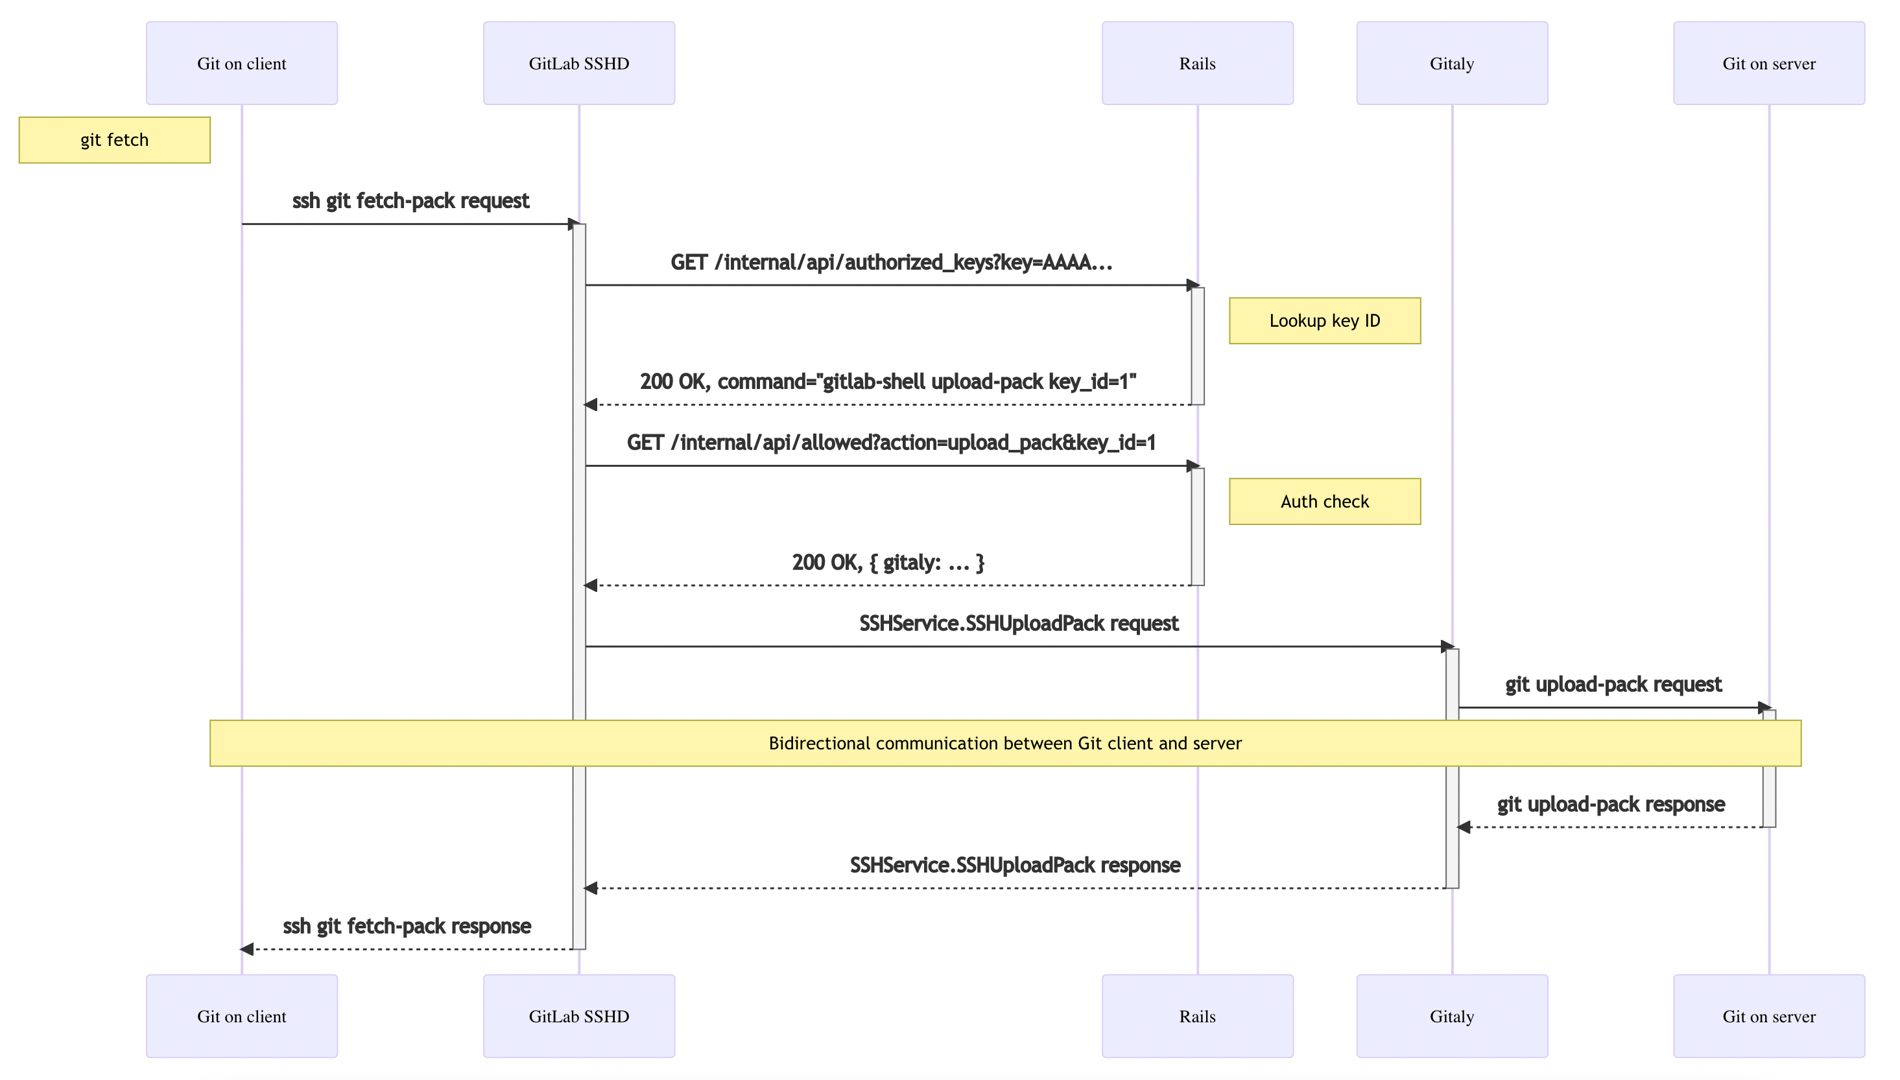 Git on client
GitLab SSHD
Rails
Gitaly
Git on server
git fetch
ssh git fetch-pack request
GET /internal/api/authorized_keys?key=AAAA...
Lookup key ID
200 OK, command="gitlab-shell upload-pack key_id=1"
GET /internal/api/allowed?action=upload_pack&key_id=1
Auth check
200 OK, { gitaly: ... }
SSHService.SSHUploadPack request
git upload-pack request
Bidirectional communication between Git client and server
git upload-pack response
SSHService.SSHUploadPack response
ssh git fetch-pack response
Git on client
GitLab SSHD
Rails
Gitaly
Git on server